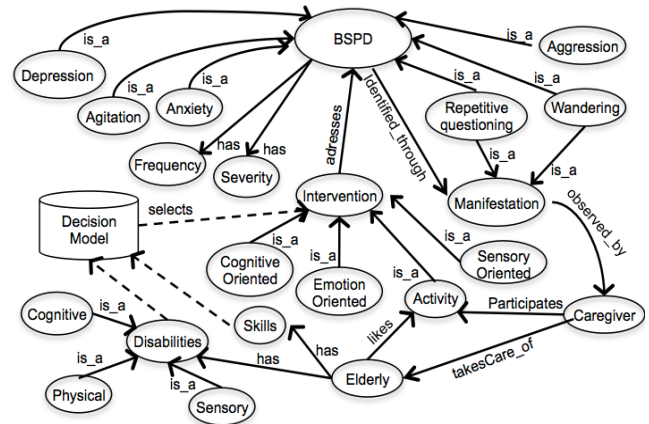 is_a
BSPD
is_a
Aggression
Depression
is_a
is_a
Agitation
Anxiety
is_a
is_a
Repetitive
questioning
Wandering
Frequency
has
has
Severity
adresses
Identified_through
is_a
is_a
Decision
Model
selects
Intervention
Manifestation
observed_by
is_a
is_a
is_a
is_a
Cognitive
Oriented
Emotion
Oriented
Sensory
Oriented
Activity
Participates
Caregiver
Cognitive
is_a
Disabilities
Skills
likes
has
has
takesCare_of
Elderly
is_a
is_a
Physical
Sensory